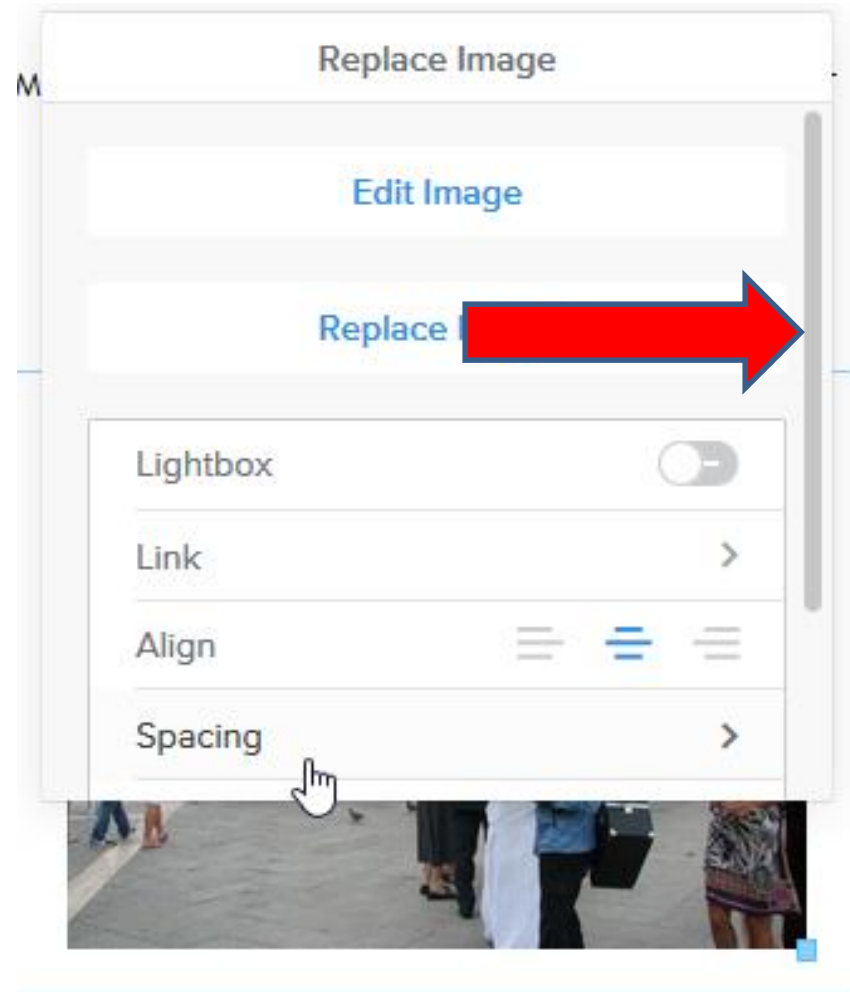 Replace Image
M
Edit Image
Replace
Lightbox
Link
Align
Spacing